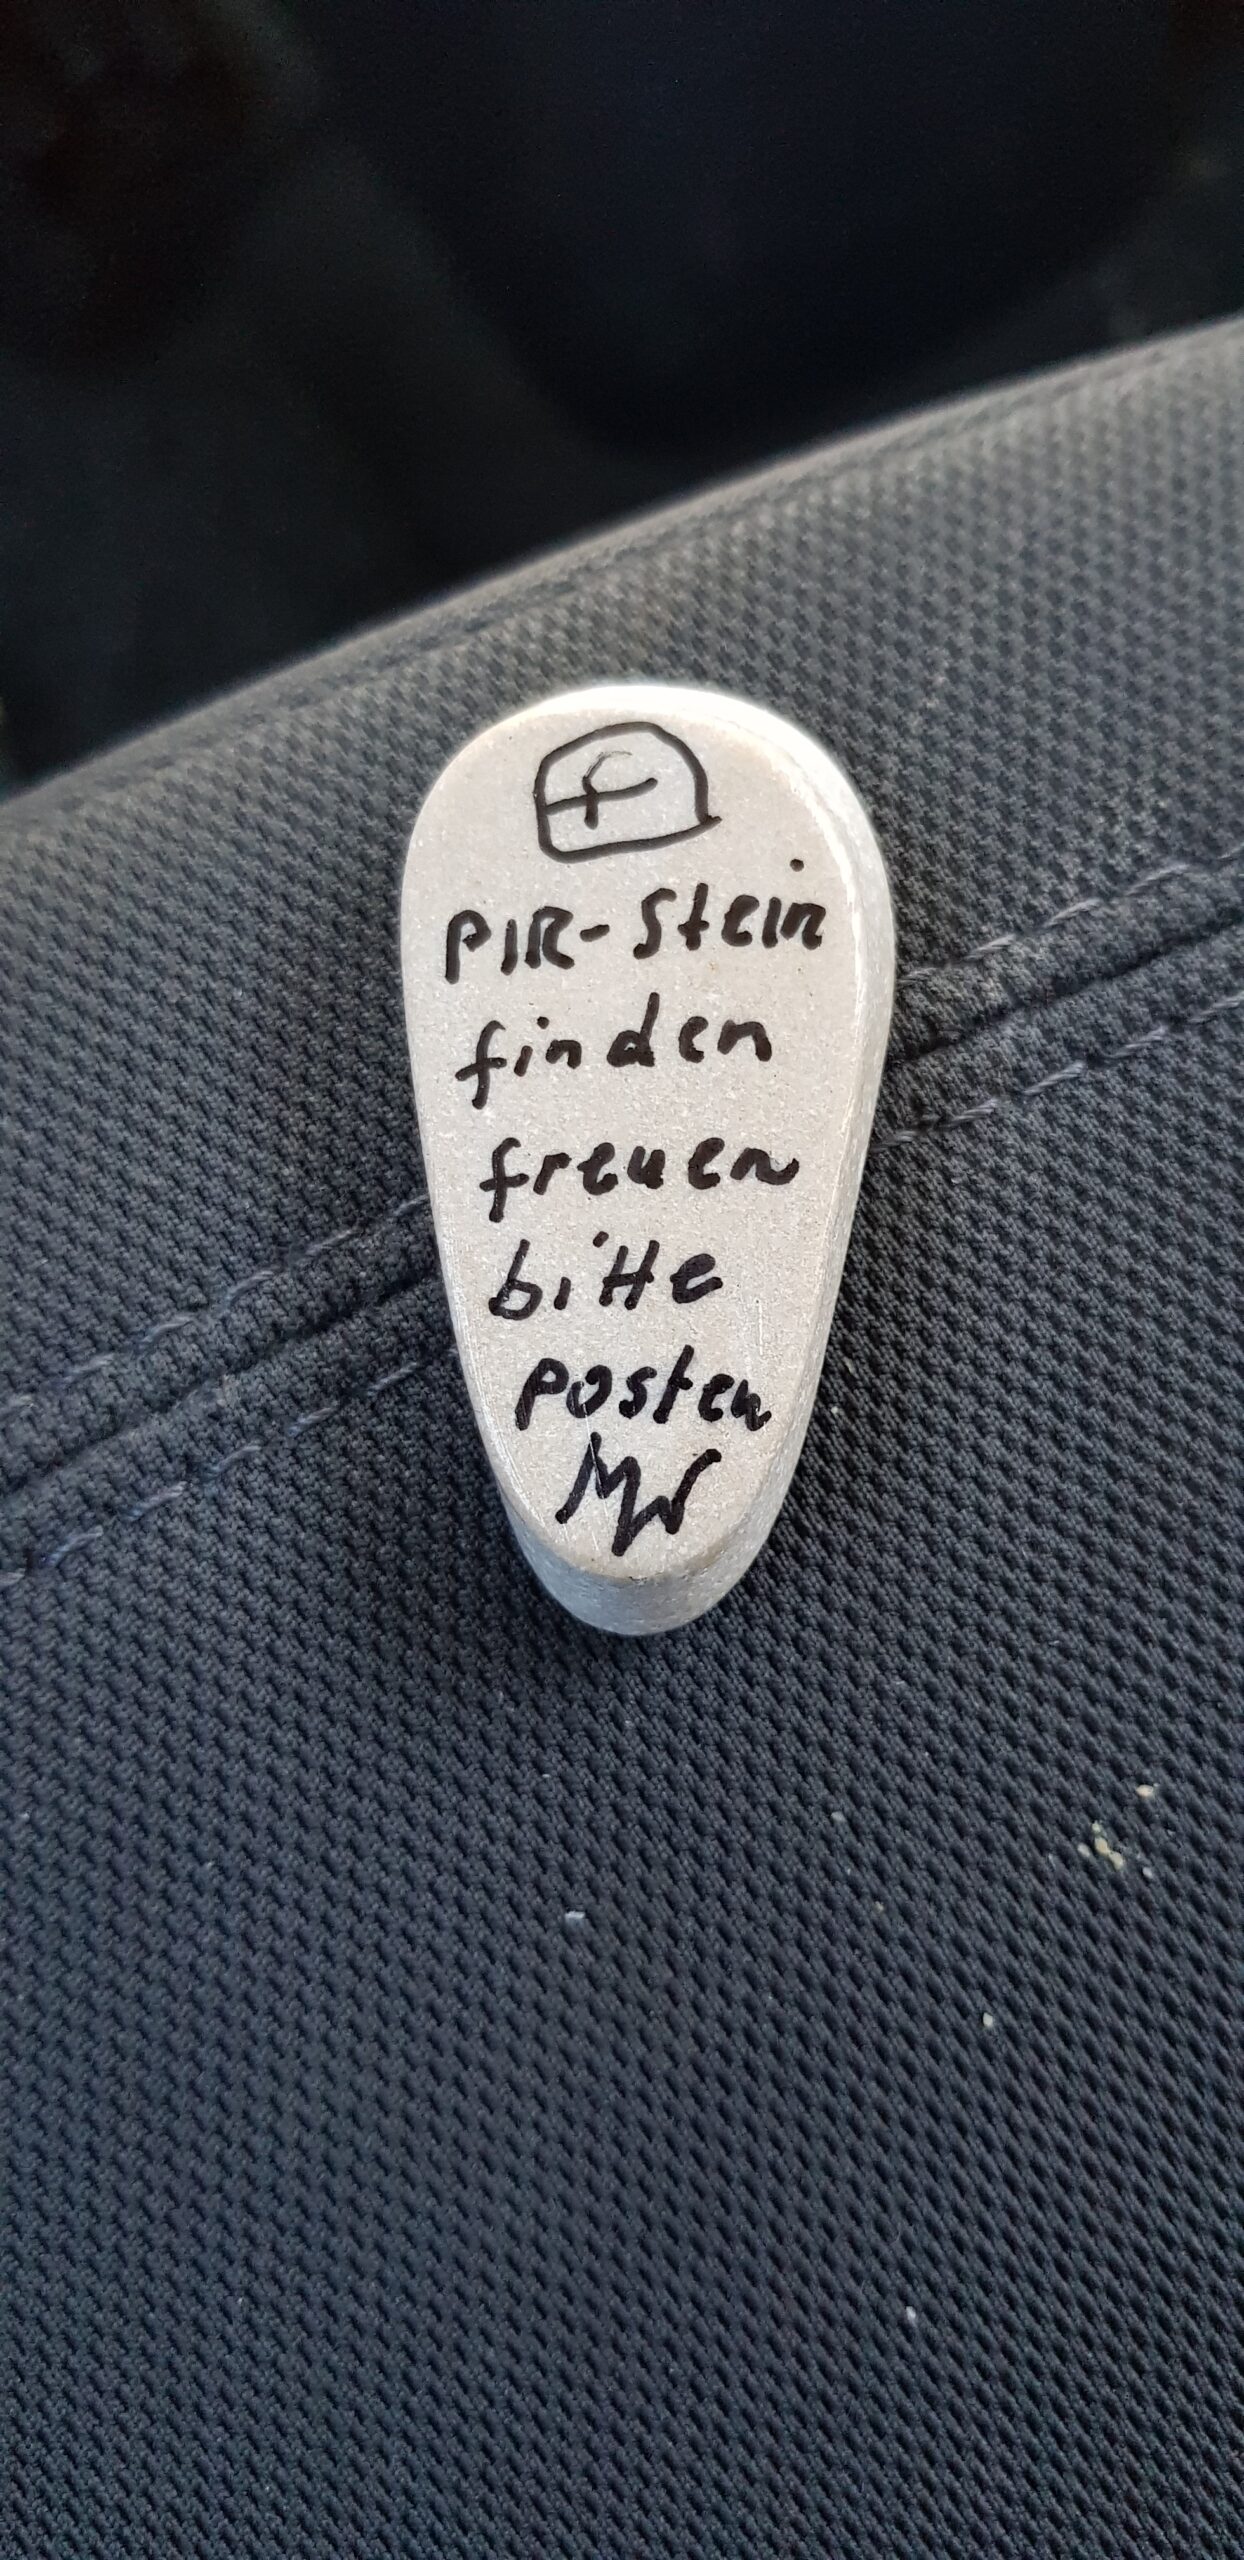 f
PIR-Stein
finden
freuen
bitte
posten
MW